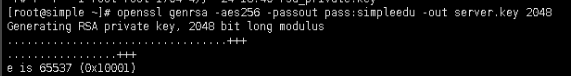 [root@simple ~]# openssl genrsa -aes256 -passout pass:simpleedu -out server.key 2048
Generating RSA private key, 2048 bit long modulus
..................................+++
.................+++
e is 65537 (0x10001)